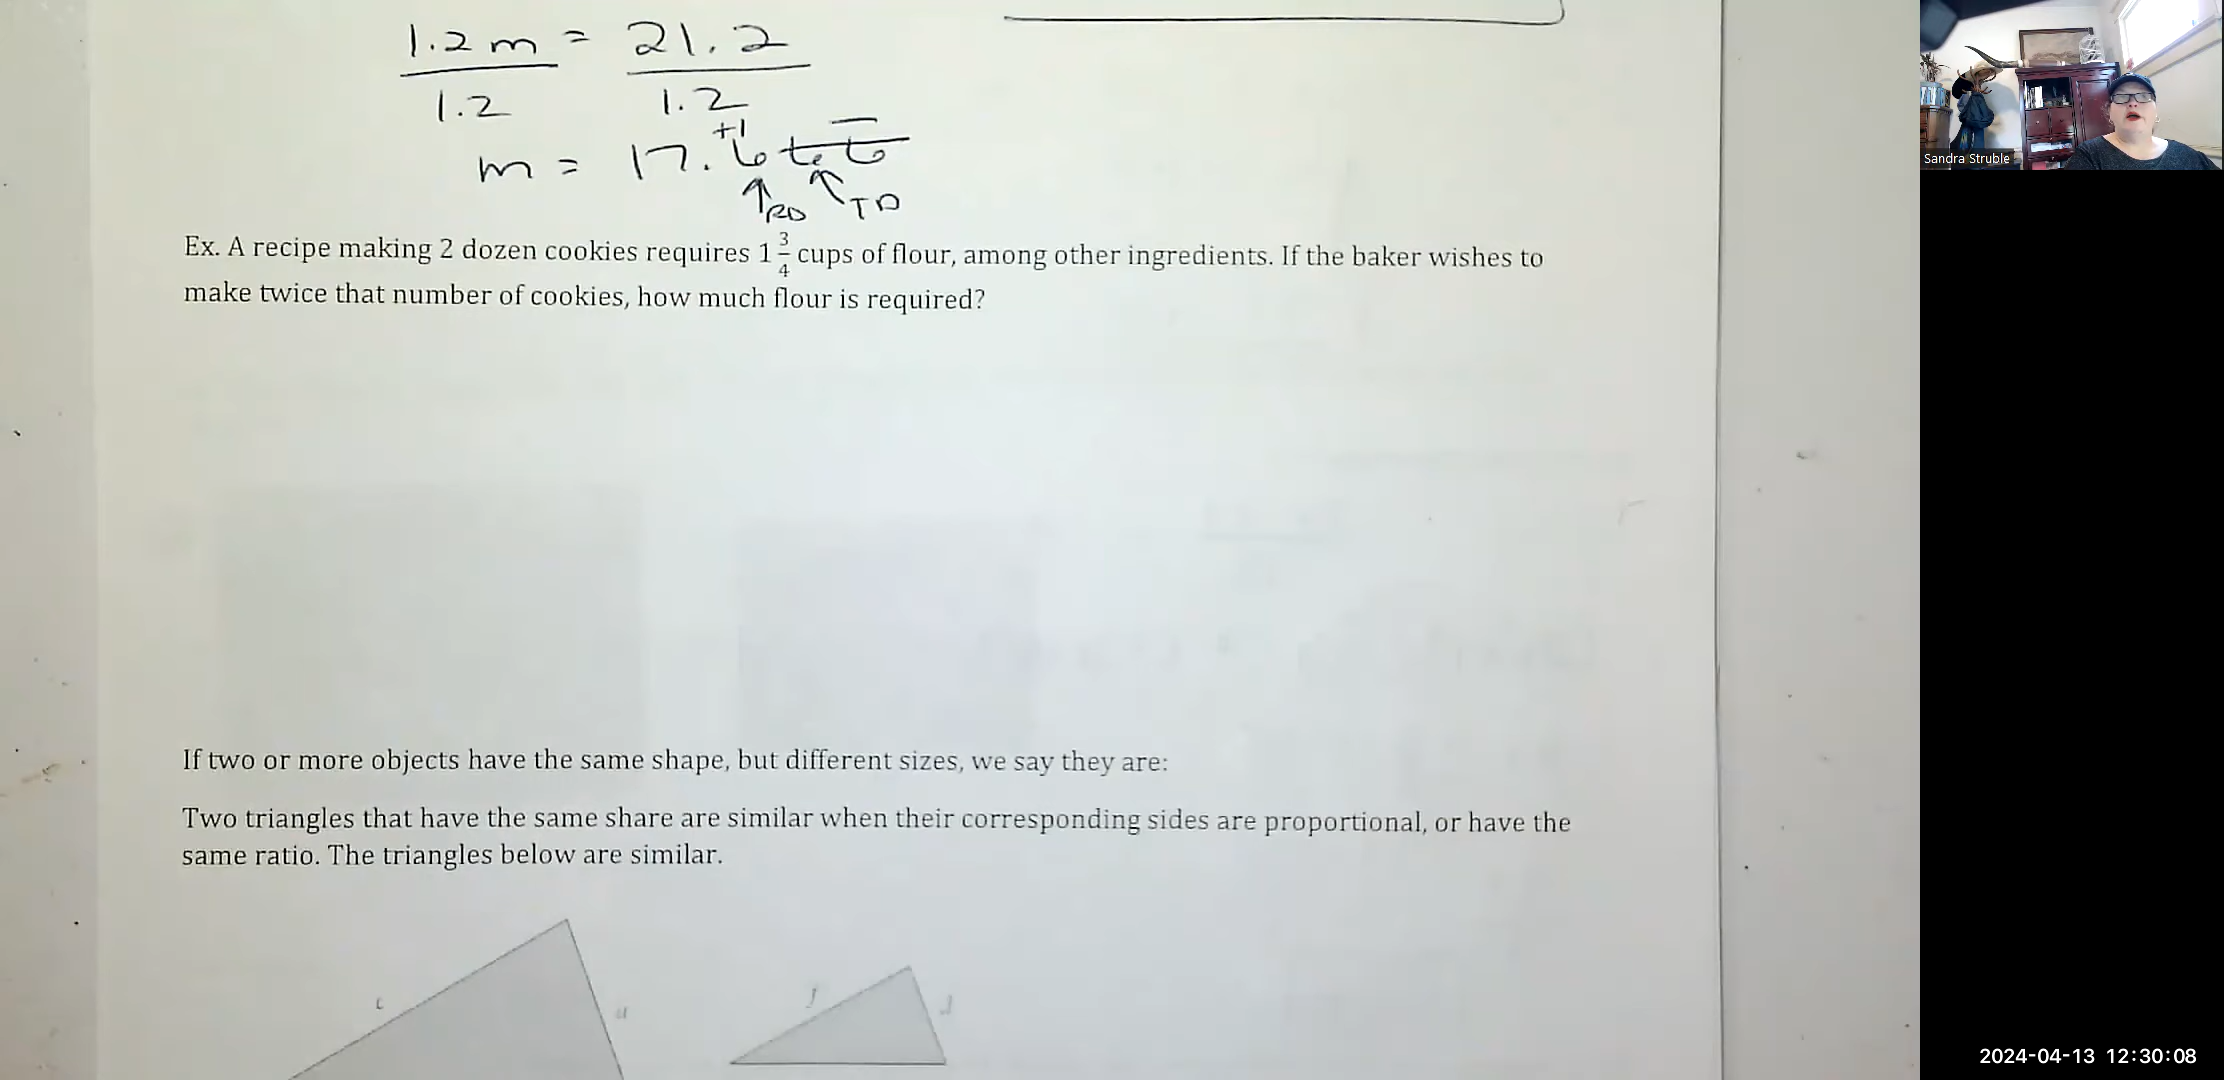 1.2 m = 21.2
1.2 1.2
+1
m = 17.666
RD TD
Ex. A recipe making 2 dozen cookies requires 1 3/4 cups of flour, among other ingredients. If the baker wishes to
make twice that number of cookies, how much flour is required?
If two or more objects have the same shape, but different sizes, we say they are:
Two triangles that have the same share are similar when their corresponding sides are proportional, or have the
same ratio. The triangles below are similar.
c
f
d
Sandra Struble
2024-04-13 12:30:08